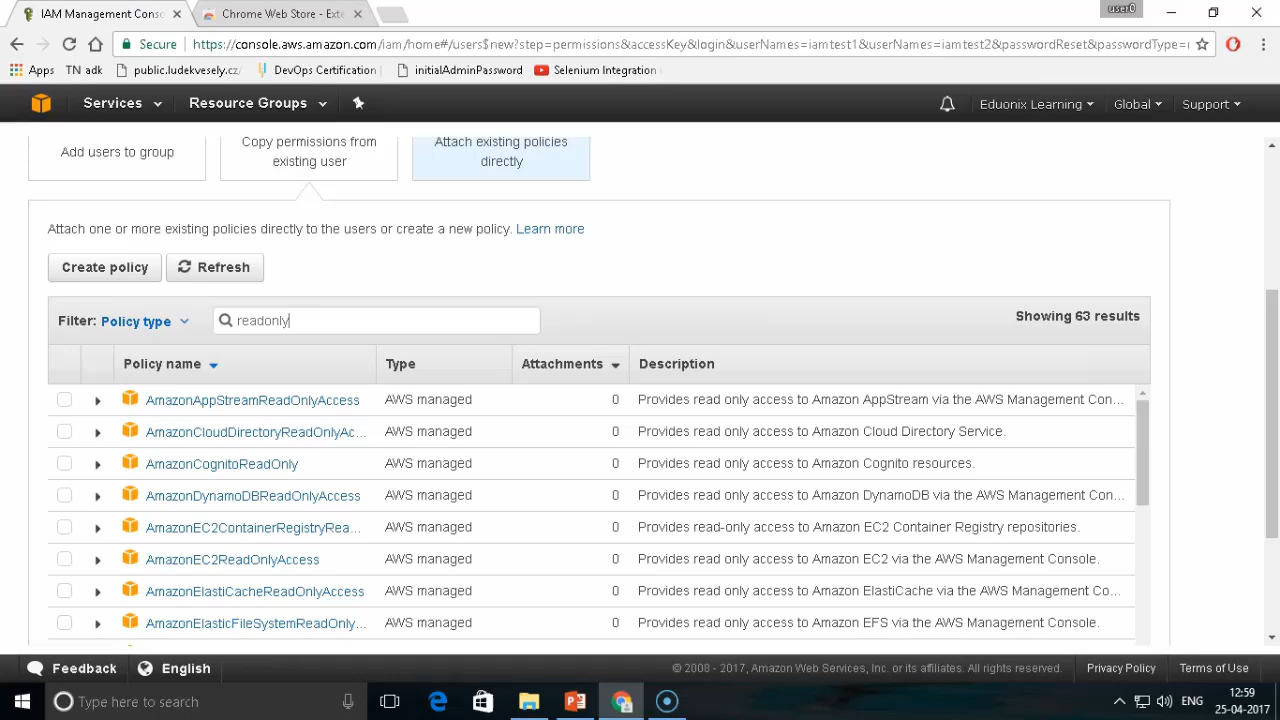 IAM Management Conso
Chrome Web Store - Exte
user0
Secure
https://console.aws.amazon.com/iam/home#/users$new?step=permissions&accessKey&login&userNames=iamtest1&userNames=iamtest2&passwordReset&passwordType=
Apps
TN adk
public.ludekvesely.cz/
DevOps Certification
initialAdminPassword
Selenium Integration
Services
Resource Groups
Eduonix Learning
Global
Support
Add users to group
Copy permissions from
existing user
Attach existing policies
directly
Attach one or more existing policies directly to the users or create a new policy. Learn more
Create policy
Refresh
Filter: Policy type
readonly
Showing 63 results
Policy name
Type
Attachments
Description
AmazonAppStreamReadOnlyAccess AWS managed 0 Provides read only access to Amazon AppStream via the AWS Management Con...
AmazonCloudDirectoryReadOnlyAc... AWS managed 0 Provides read only access to Amazon Cloud Directory Service.
AmazonCognitoReadOnly AWS managed 0 Provides read only access to Amazon Cognito resources.
AmazonDynamoDBReadOnlyAccess AWS managed 0 Provides read only access to Amazon DynamoDB via the AWS Management Con...
AmazonEC2ContainerRegistryRea... AWS managed 0 Provides read-only access to Amazon EC2 Container Registry repositories.
AmazonEC2ReadOnlyAccess AWS managed 0 Provides read only access to Amazon EC2 via the AWS Management Console.
AmazonElastiCacheReadOnlyAccess AWS managed 0 Provides read only access to Amazon ElastiCache via the AWS Management Co...
AmazonElasticFileSystemReadOnly... AWS managed 0 Provides read only access to Amazon EFS via the AWS Management Console.
Feedback
English
© 2008 - 2017, Amazon Web Services, Inc. or its affiliates. All rights reserved.
Privacy Policy
Terms of Use
Type here to search
ENG
12:59
25-04-2017